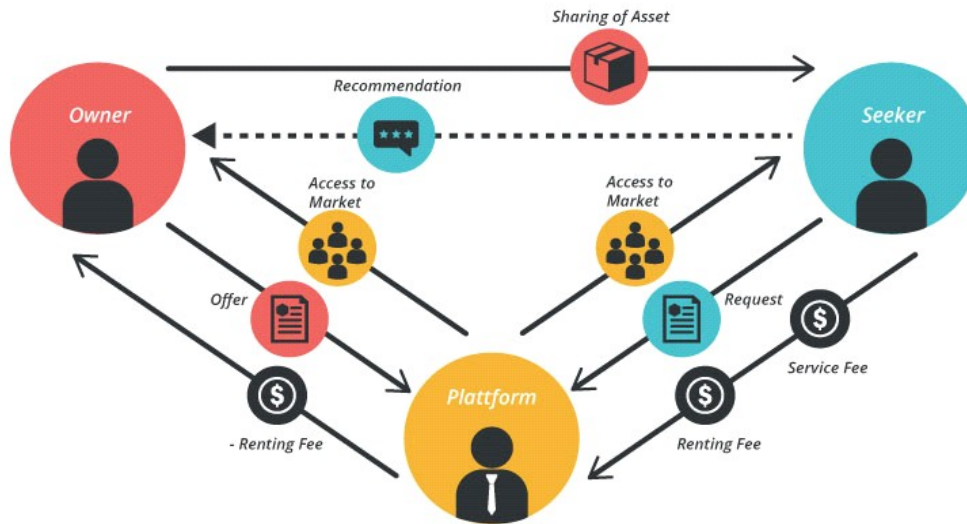 Sharing of Asset
Recommendation
Owner
Seeker
Access to
Market
Access to
Market
Offer
Request
Service Fee
Plattform
- Renting Fee
Renting Fee